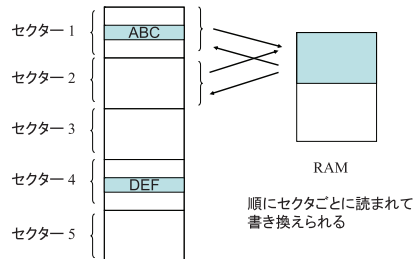 セクター 1
ABC
セクター 2
セクター 3
セクター 4
DEF
セクター 5
RAM
順にセクタごとに読まれて
書き換えられる